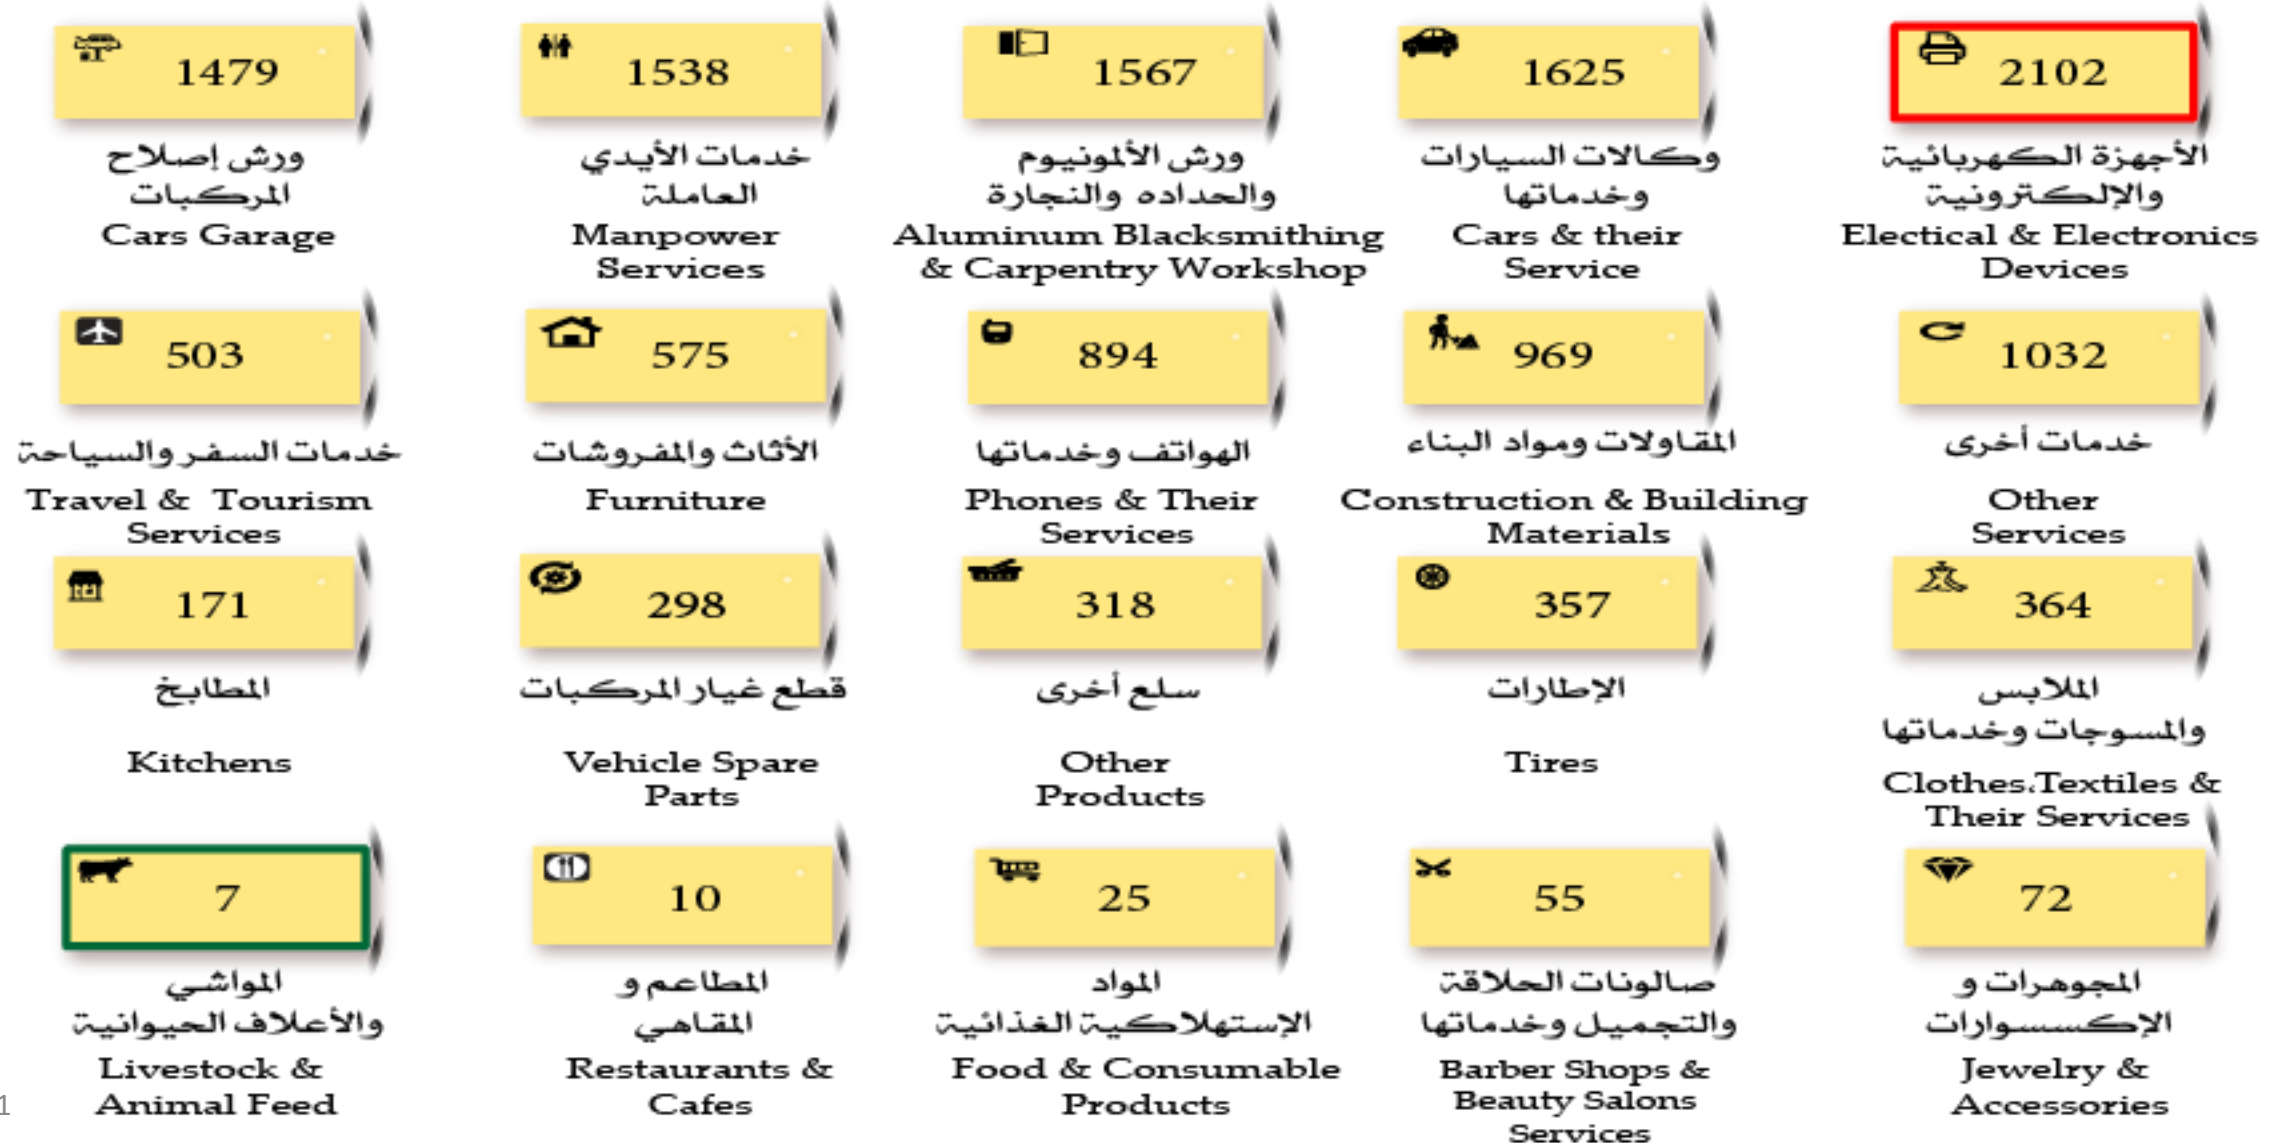 1479
ورش إصلاح
المركبات
Cars Garage
1538
خدمات الأيدي
العاملة
Manpower
Services
1567
ورش الألمونيوم
والحداده والنجارة
Aluminum Blacksmithing
& Carpentry Workshop
1625
وكالات السيارات
وخدماتها
Cars & their
Service
2102
الأجهزة الكهربائية
والإلكترونية
Electical & Electronics
Devices
503
خدمات السفر والسياحة
Travel & Tourism
Services
575
الأثاث والمفروشات
Furniture
894
الهواتف وخدماتها
Phones & Their
Services
969
المقاولات ومواد البناء
Construction & Building
Materials
1032
خدمات أخرى
Other
Services
171
المطابخ
Kitchens
298
قطع غيار المركبات
Vehicle Spare
Parts
318
سلع أخرى
Other
Products
357
الإطارات
Tires
364
الملابس
والمسوجات وخدماتها
Clothes.Textiles &
Their Services
7
المواشي
والأعلاف الحيوانية
Livestock &
Animal Feed
10
المطاعم و
المقاهي
Restaurants &
Cafes
25
المواد
الإستهلاكية الغذائية
Food & Consumable
Products
55
صالونات الحلاقة
والتجميل وخدماتها
Barber Shops &
Beauty Salons
Services
72
المجوهرات و
الإكسسوارات
Jewelry &
Accessories
1